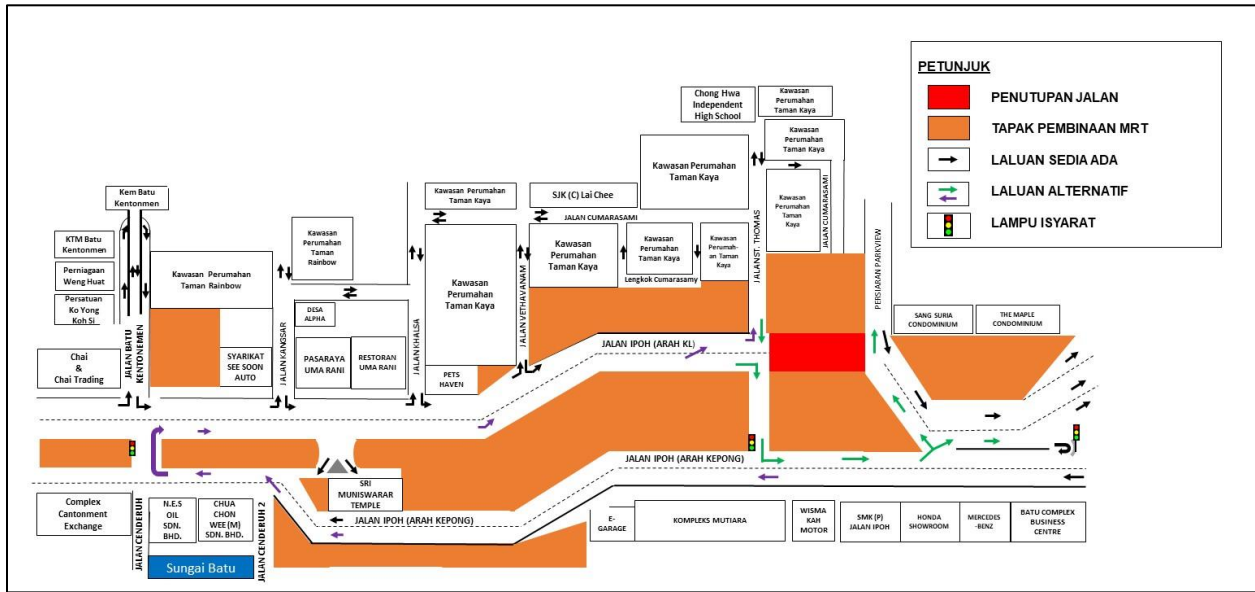 PETUNJUK
PENUTUPAN JALAN
TAPAK PEMBINAAN MRT
LALUAN SEDIA ADA
LALUAN ALTERNATIF
LAMPU ISYARAT
Chong Hwa
Independent
High School
Kawasan
Perumahan
Taman Kaya
Kawasan
Perumahan
Taman Kaya
Kawasan Perumahan
Taman Kaya
Kawasan
Perumahan
Taman
Kaya
JALAN CUMARASAMI
Kem Batu
Kentonmen
KTM Batu
Kentonmen
Perniagaan
Weng Huat
Persatuan
Ko Yong
Koh Si
Chai
&
Chai Trading
JALAN BATU
KENTONEMEN
Kawasan Perumahan
Taman Rainbow
SYARIKAT
SEE SOON
AUTO
JALAN KANGSAR
Kawasan
Perumahan
Taman
Rainbow
DESA
ALPHA
PASARAYA
UMA RANI
RESTORAN
UMA RANI
JALAN KHALSA
Kawasan Perumahan
Taman Kaya
Kawasan
Perumahan
Taman Kaya
PETS
HAVEN
JALAN VETHAVANAM
SJK (C) Lai Chee
JALAN CUMARASAMI
Kawasan
Perumahan
Taman Kaya
Kawasan
Perumahan
Taman Kaya
Lengkok Cumarasamy
Kawasan
Perumah-
an Taman
Kaya
JALAN ST. THOMAS
PERSIARAN PARKVIEW
SANG SURIA
CONDOMINIUM
THE MAPLE
CONDOMINIUM
JALAN IPOH (ARAH KL)
JALAN IPOH (ARAH KEPONG)
SRI
MUNISWARAR
TEMPLE
JALAN IPOH (ARAH KEPONG)
Complex
Cantonment
Exchange
JALAN CENDERUH
N.E.S
OIL
SDN.
BHD.
CHUA
CHON
WEE (M)
SDN. BHD.
JALAN CENDERUH 2
Sungai Batu
E-
GARAGE
KOMPLEKS MUTIARA
WISMA
KAH
MOTOR
SMK (P)
JALAN IPOH
HONDA
SHOWROOM
MERCEDES
-BENZ
BATU COMPLEX
BUSINESS
CENTRE